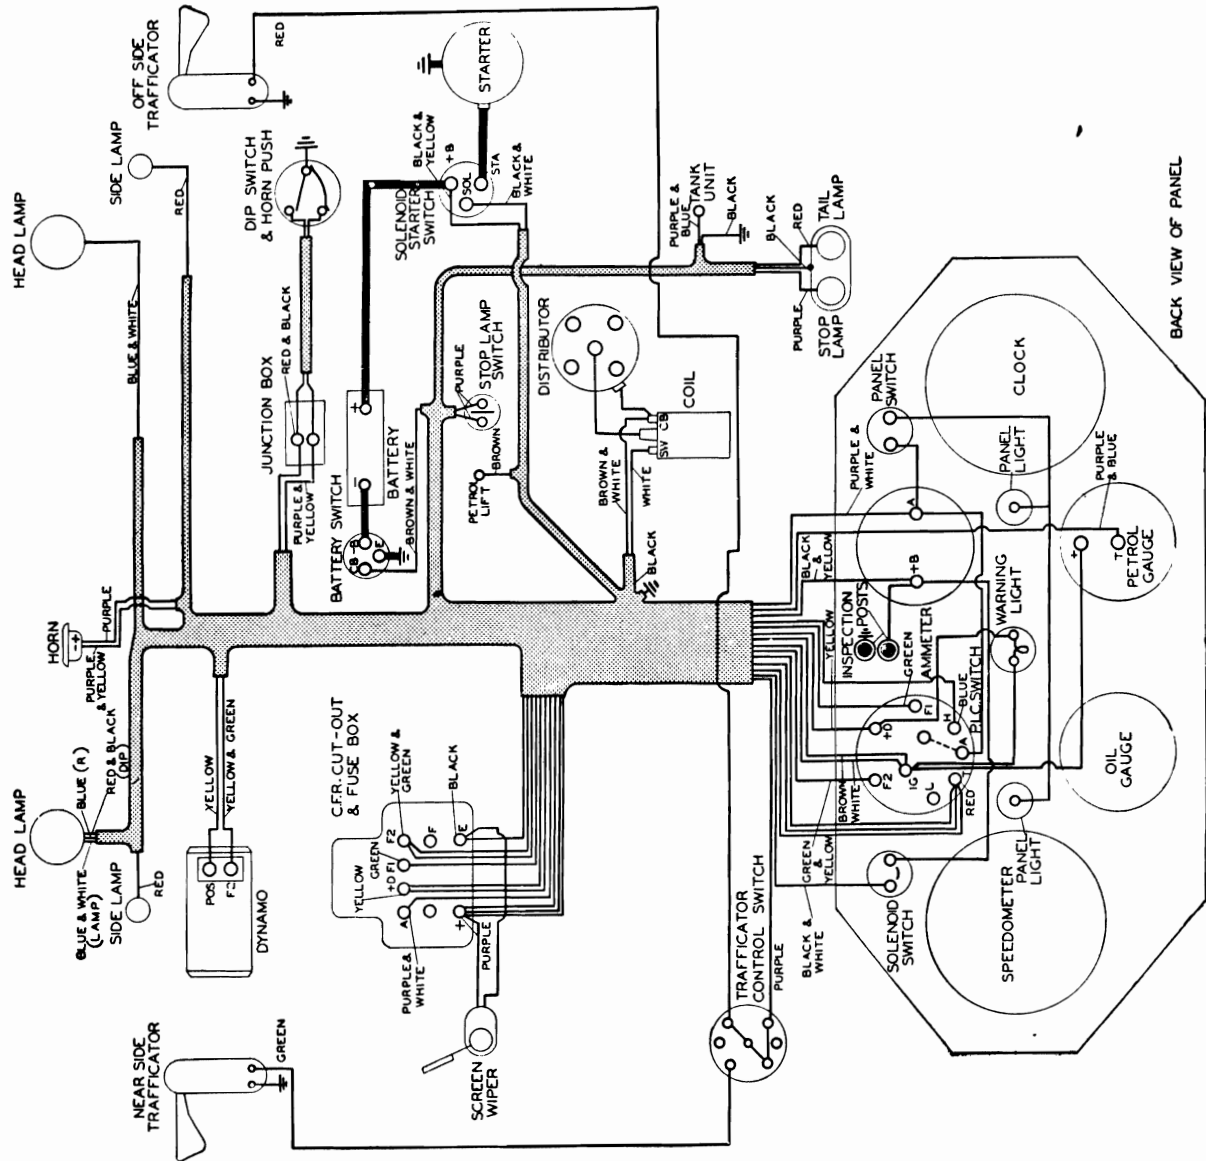 HEAD LAMP
SIDE LAMP
OFF SIDE
TRAFFICATOR
RED
RED
BLUE & WHITE
DIP SWITCH
& HORN PUSH
STARTER
BLACK &
YELLOW
+B
SOL
STA
BLACK &
WHITE
SOLENOID
STARTER
SWITCH
JUNCTION BOX
RED & BLACK
PURPLE &
YELLOW
+
−
BATTERY
BATTERY SWITCH
CB
-B
E
BROWN & WHITE
STOP LAMP
SWITCH
PURPLE
PETROL
LIFT
BROWN
DISTRIBUTOR
COIL
SW
CB
BROWN &
WHITE
WHITE
BLACK
TANK
UNIT
PURPLE &
BLUE
BLACK
BLACK
RED
TAIL
LAMP
PURPLE
STOP
LAMP
HORN
PURPLE
PURPLE
& YELLOW
HEAD LAMP
BLUE (R)
RED & BLACK
(DIP)
BLUE & WHITE
(LAMP)
SIDE LAMP
RED
YELLOW
YELLOW & GREEN
POS
F
DYNAMO
C.F.R. CUT-OUT
& FUSE BOX
YELLOW &
GREEN
BLACK
YELLOW
GREEN
F2
F
E
F1
+D
A
+
PURPLE &
WHITE
PURPLE
SCREEN
WIPER
NEAR SIDE
TRAFFICATOR
GREEN
TRAFFICATOR
CONTROL SWITCH
PURPLE
BACK VIEW OF PANEL
CLOCK
PANEL
SWITCH
PANEL
LIGHT
PURPLE &
WHITE
PURPLE
& BLUE
PETROL
GAUGE
+
T
BLACK
&
YELLOW
A
+B
AMMETER
INSPECTION
POSTS
YELLOW
GREEN
WARNING
LIGHT
BLUE
P.L.C. SWITCH
+D
F1
H
A
F2
IG
L
T
RED
BROWN
WHITE
GREEN
&
YELLOW
BLACK &
WHITE
SOLENOID
SWITCH
PANEL
LIGHT
OIL
GAUGE
SPEEDOMETER